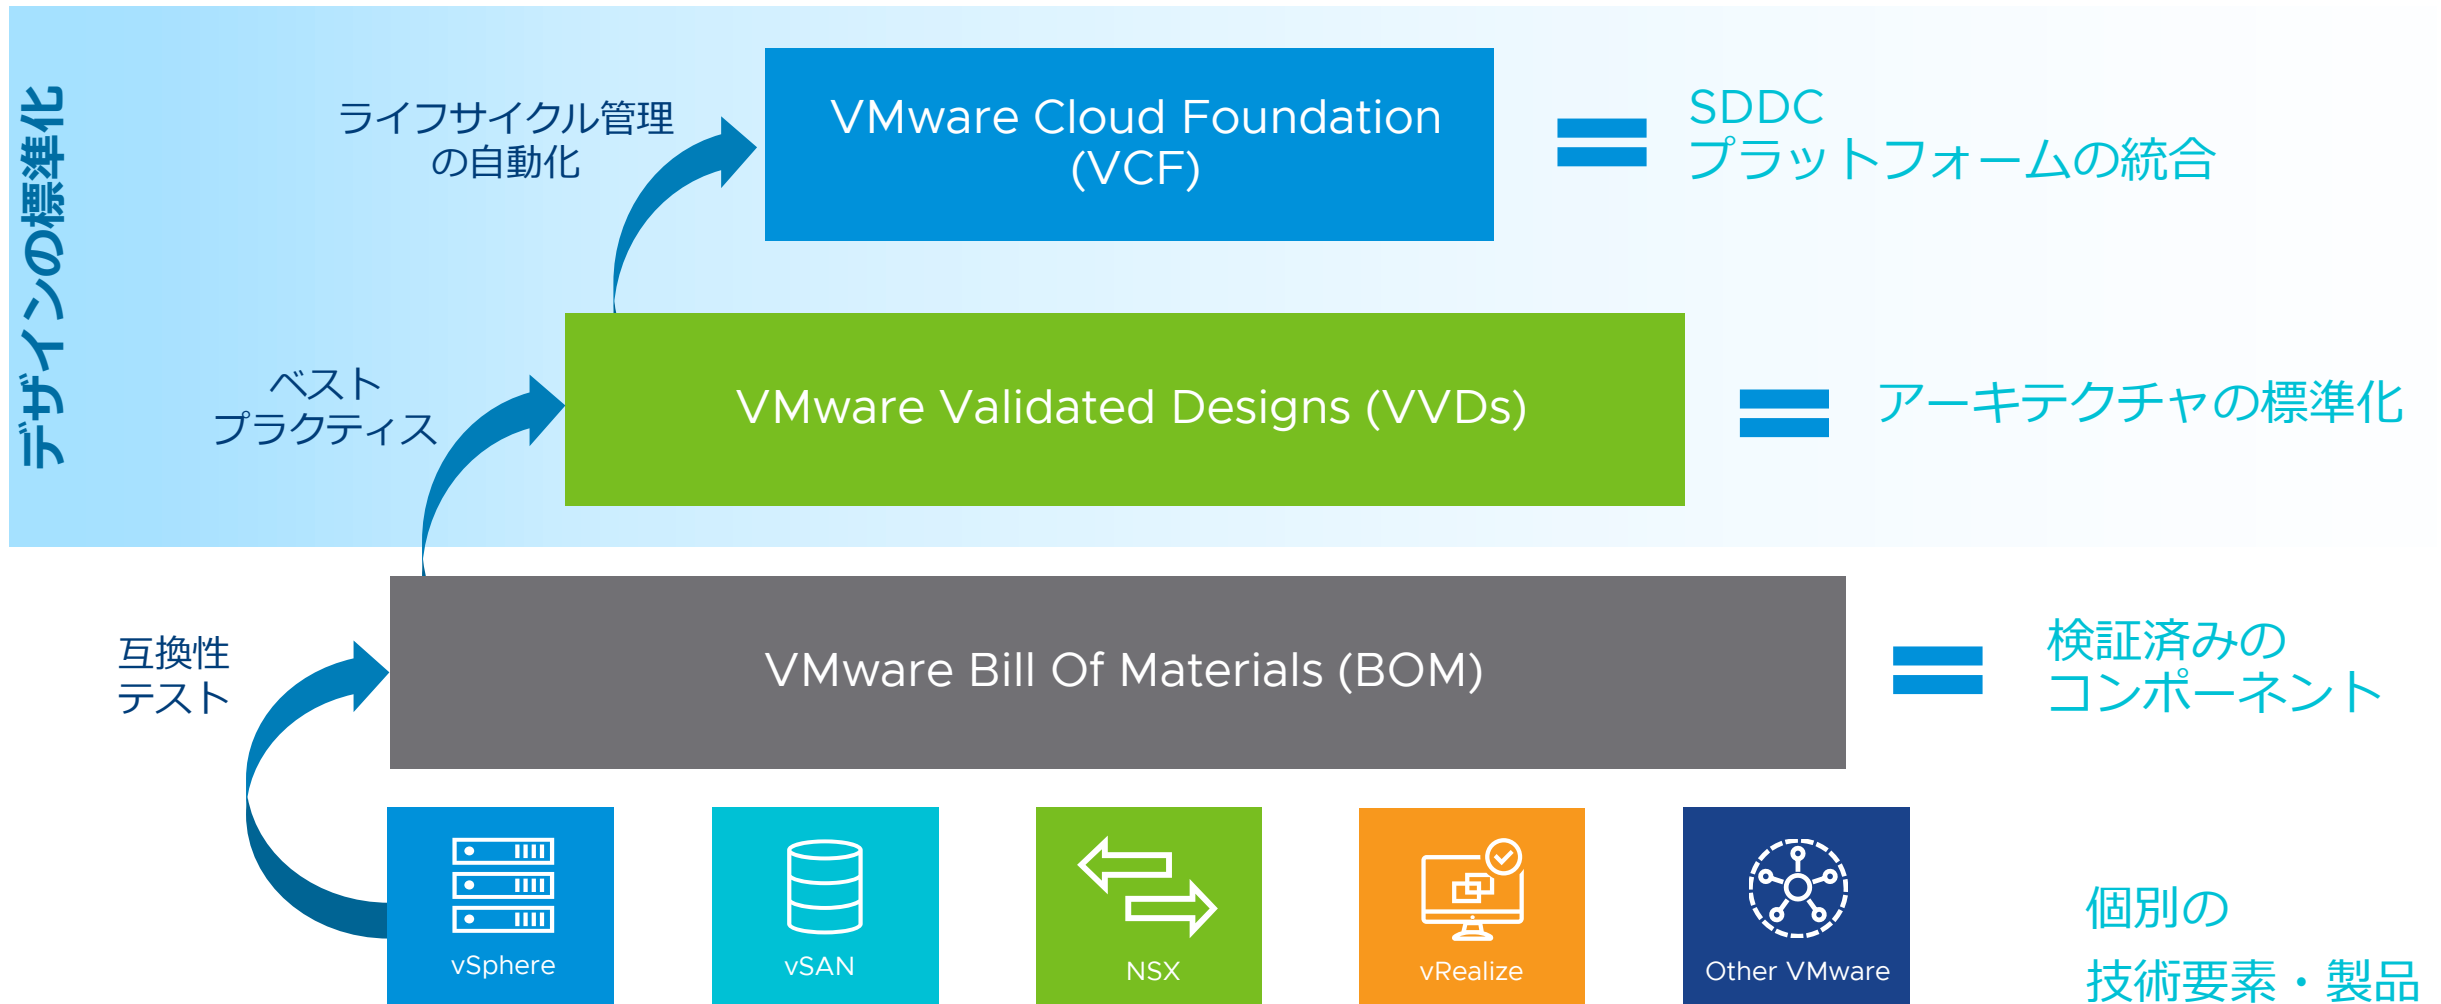 デザインの標準化
ライフサイクル管理
の自動化
VMware Cloud Foundation
(VCF)
SDDC
プラットフォームの統合
ベスト
プラクティス
VMware Validated Designs (VVDs)
アーキテクチャの標準化
互換性
テスト
VMware Bill Of Materials (BOM)
検証済みの
コンポーネント
vSphere
vSAN
NSX
vRealize
Other VMware
個別の
技術要素・製品